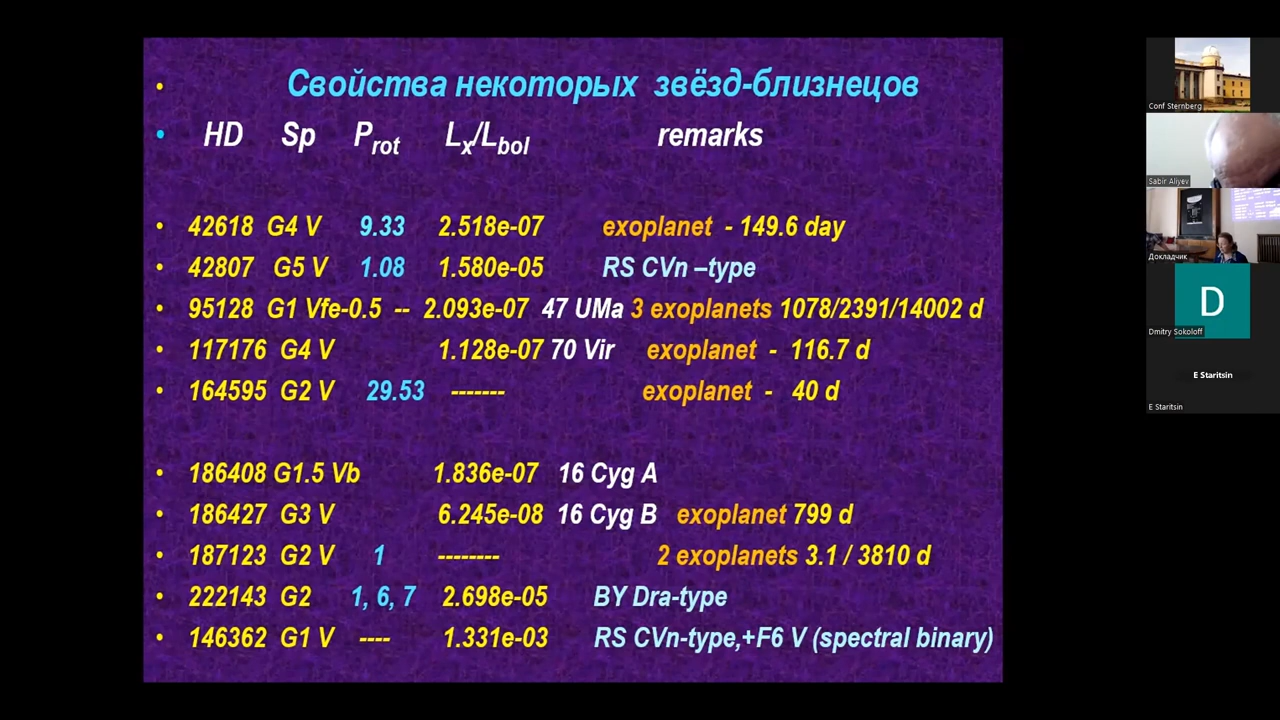 Свойства некоторых звёзд-близнецов
HD Sp Prot Lx/Lbol remarks
42618 G4 V 9.33 2.518e-07 exoplanet - 149.6 day
42807 G5 V 1.08 1.580e-05 RS CVn –type
95128 G1 Vfe-0.5 -- 2.093e-07 47 UMa 3 exoplanets 1078/2391/14002 d
117176 G4 V 1.128e-07 70 Vir exoplanet - 116.7 d
164595 G2 V 29.53 ------- exoplanet - 40 d
186408 G1.5 Vb 1.836e-07 16 Cyg A
186427 G3 V 6.245e-08 16 Cyg B exoplanet 799 d
187123 G2 V 1 -------- 2 exoplanets 3.1 / 3810 d
222143 G2 1, 6, 7 2.698e-05 BY Dra-type
146362 G1 V ---- 1.331e-03 RS CVn-type,+F6 V (spectral binary)
Conf Sternberg
Sabir Aliyev
Докладчик
D
Dmitry Sokoloff
E Staritsin
E Staritsin